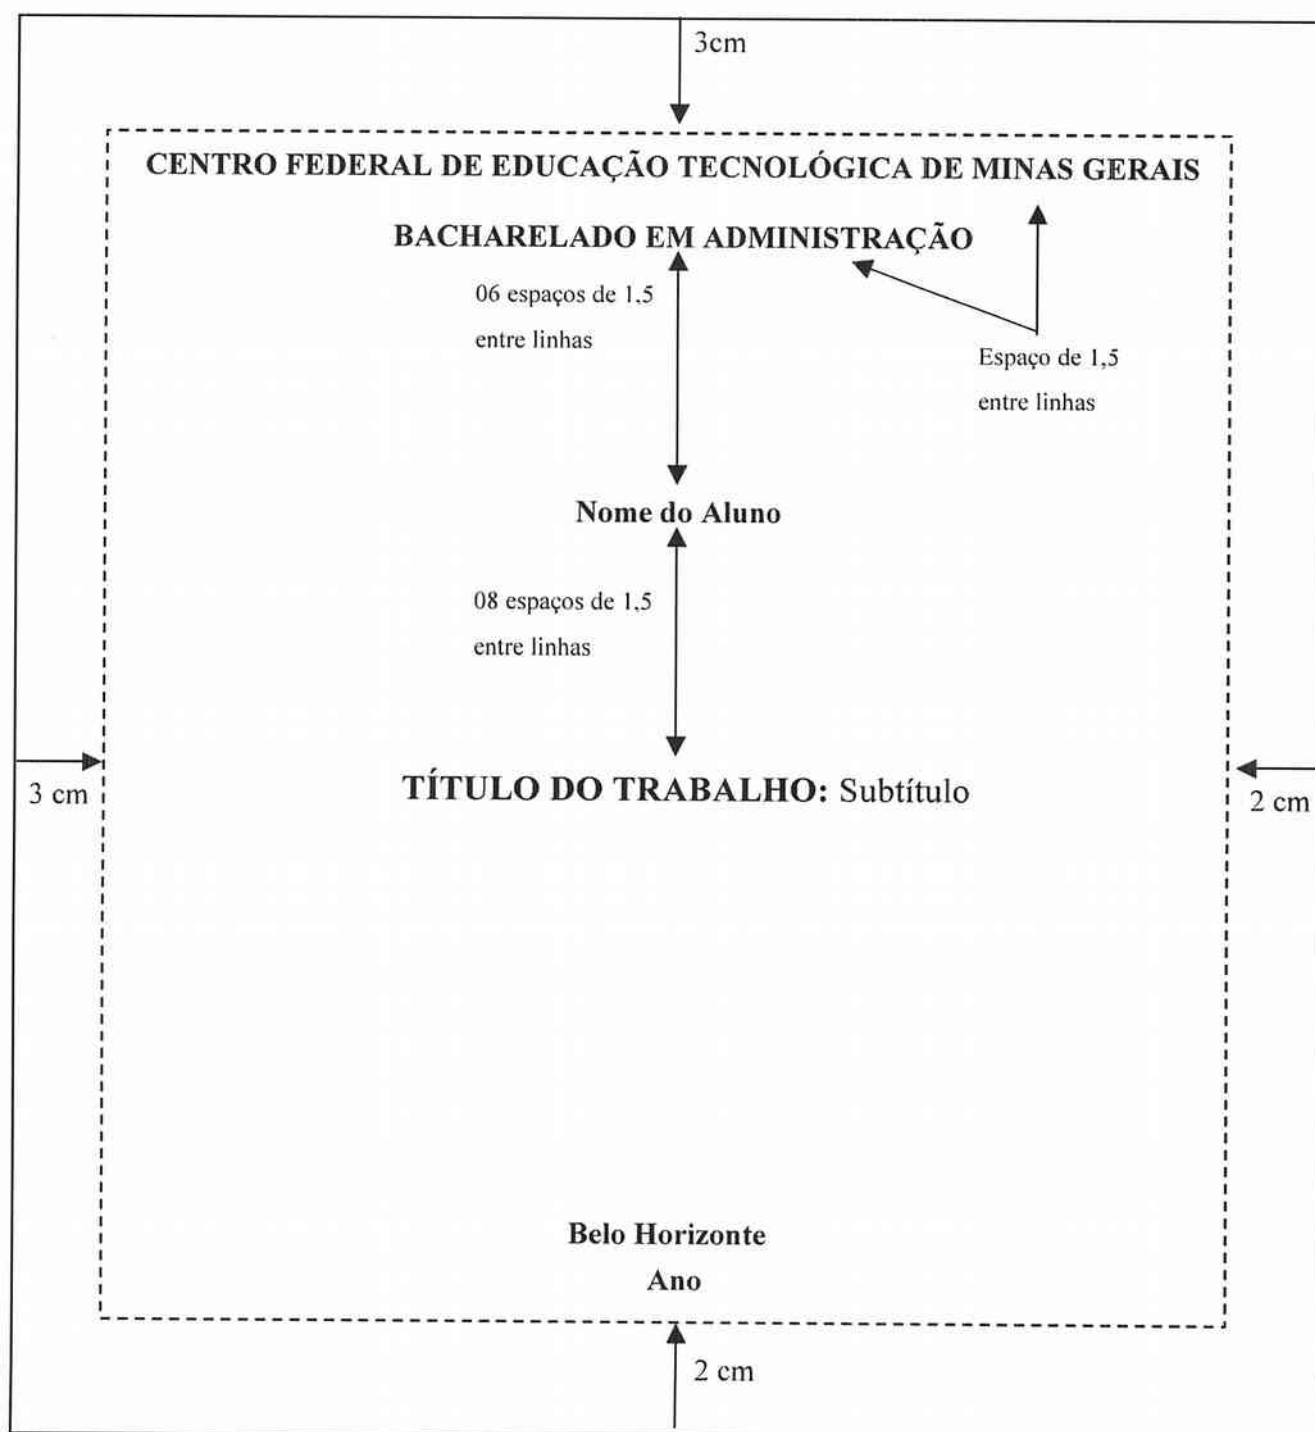 3cm
CENTRO FEDERAL DE EDUCAÇÃO TECNOLÓGICA DE MINAS GERAIS
BACHARELADO EM ADMINISTRAÇÃO
06 espaços de 1,5
entre linhas
Espaço de 1,5
entre linhas
Nome do Aluno
08 espaços de 1,5
entre linhas
3 cm
TÍTULO DO TRABALHO: Subtítulo
2 cm
Belo Horizonte
Ano
2 cm